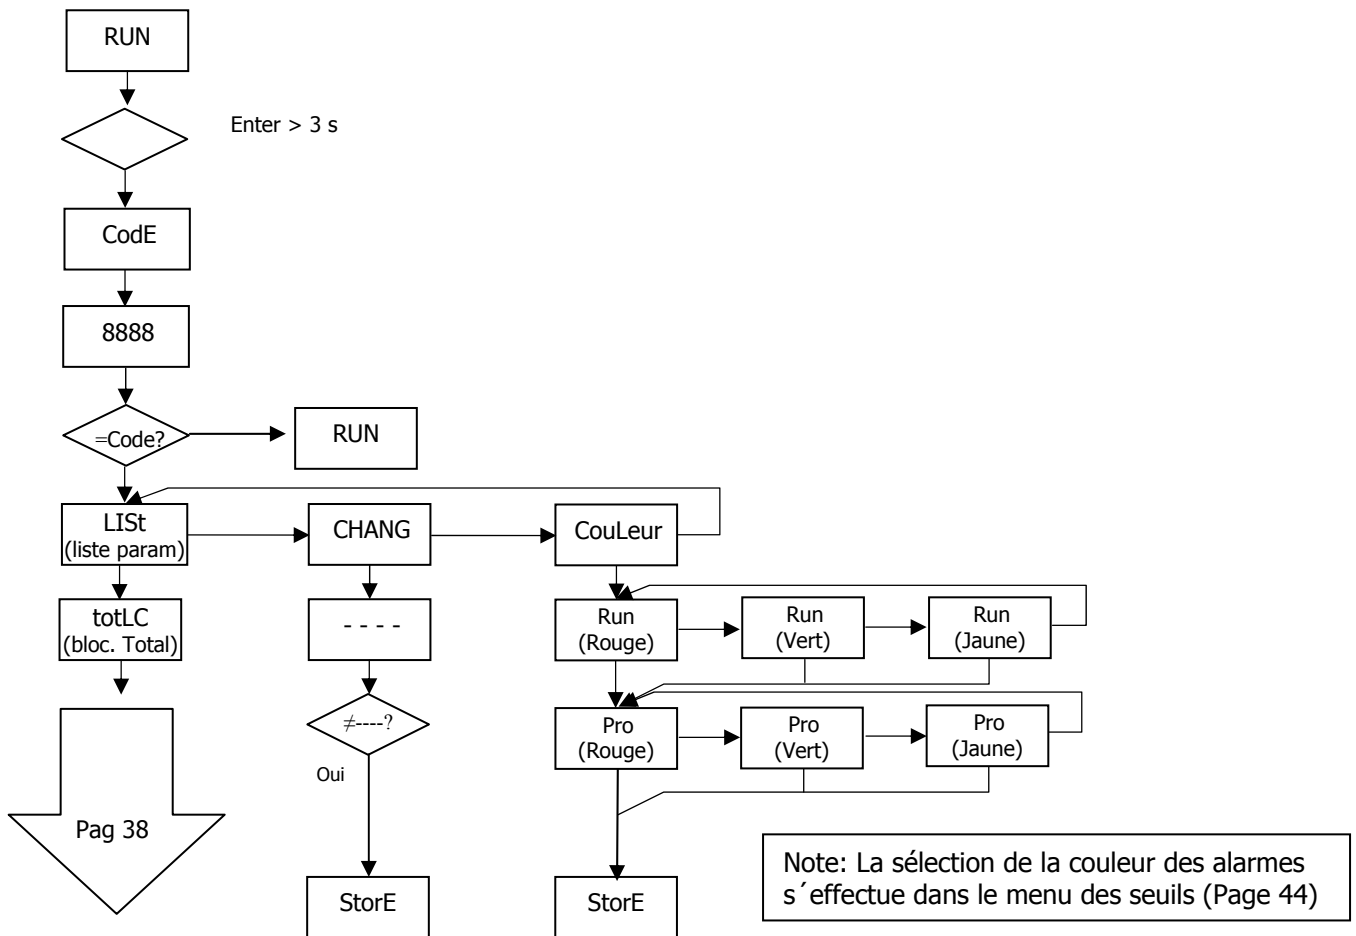 RUN
Enter > 3 s
CodE
8888
=Code?
RUN
LISt
(liste param)
CHANG
CouLeur
totLC
(bloc. Total)
- - - -
Run
(Rouge)
Run
(Vert)
Run
(Jaune)
≠----?
Pro
(Rouge)
Pro
(Vert)
Pro
(Jaune)
Oui
Pag 38
StorE
StorE
Note: La sélection de la couleur des alarmes
s´effectue dans le menu des seuils (Page 44)